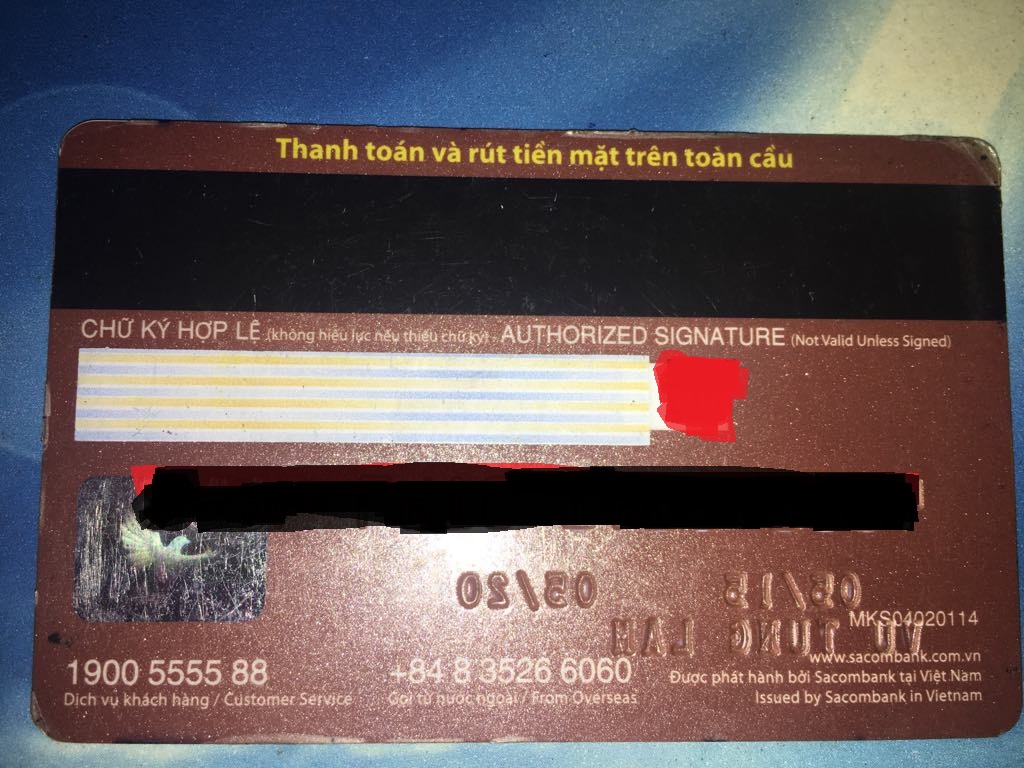 Thanh toán và rút tiền mặt trên toàn cầu
CHỮ KÝ HỢP LỆ (không hiệu lực nếu thiếu chữ ký) - AUTHORIZED SIGNATURE (Not Valid Unless Signed)
05/15 05/20
MKS04020114
VU TUNG LAM
www.sacombank.com.vn
1900 5555 88 +84 8 3526 6060 Được phát hành bởi Sacombank tại Việt Nam
Dịch vụ khách hàng / Customer Service Gọi từ nước ngoài / From Overseas Issued by Sacombank in Vietnam